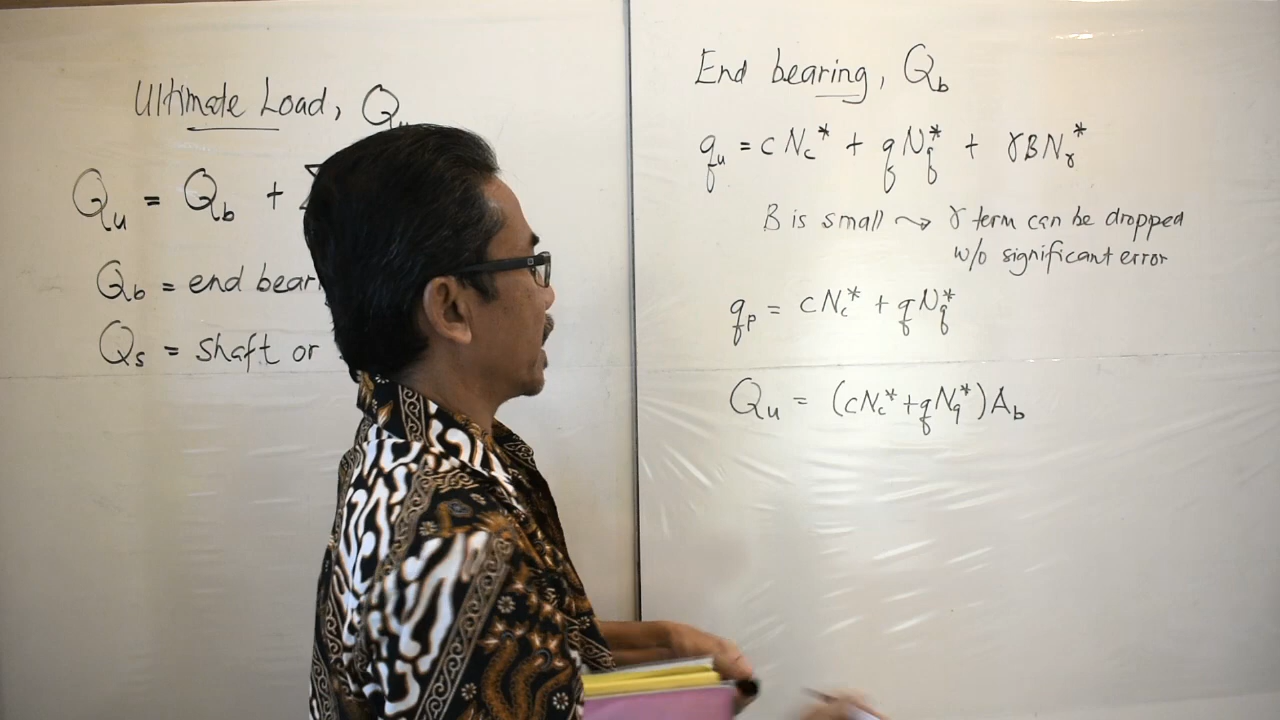 Ultimate Load, Q
Qu = Qb +
Qb = end
Qs = shaft or
End bearing, Qb
qu = cNc* + qNq* + γBNγ*
B is small ⤳ γ term can be dropped
w/o significant error
qp = cNc* + qNq*
Qu = (cNc*+qNq*)Ab